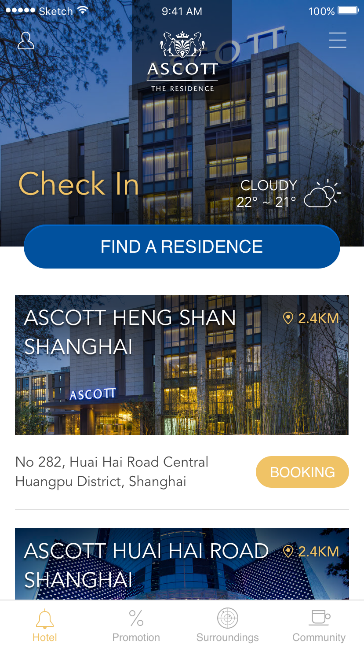 Sketch 9:41 AM 100%
ASCOTT
ASCOTT
THE RESIDENCE
Check In
CLOUDY
22° ~ 21°
FIND A RESIDENCE
ASCOTT HENG SHAN
SHANGHAI
2.4KM
ASCOTT
No 282, Huai Hai Road Central
Huangpu District, Shanghai
BOOKING
ASCOTT HUAI HAI ROAD
SHANGHAI
2.4KM
Hotel Promotion Surroundings Community